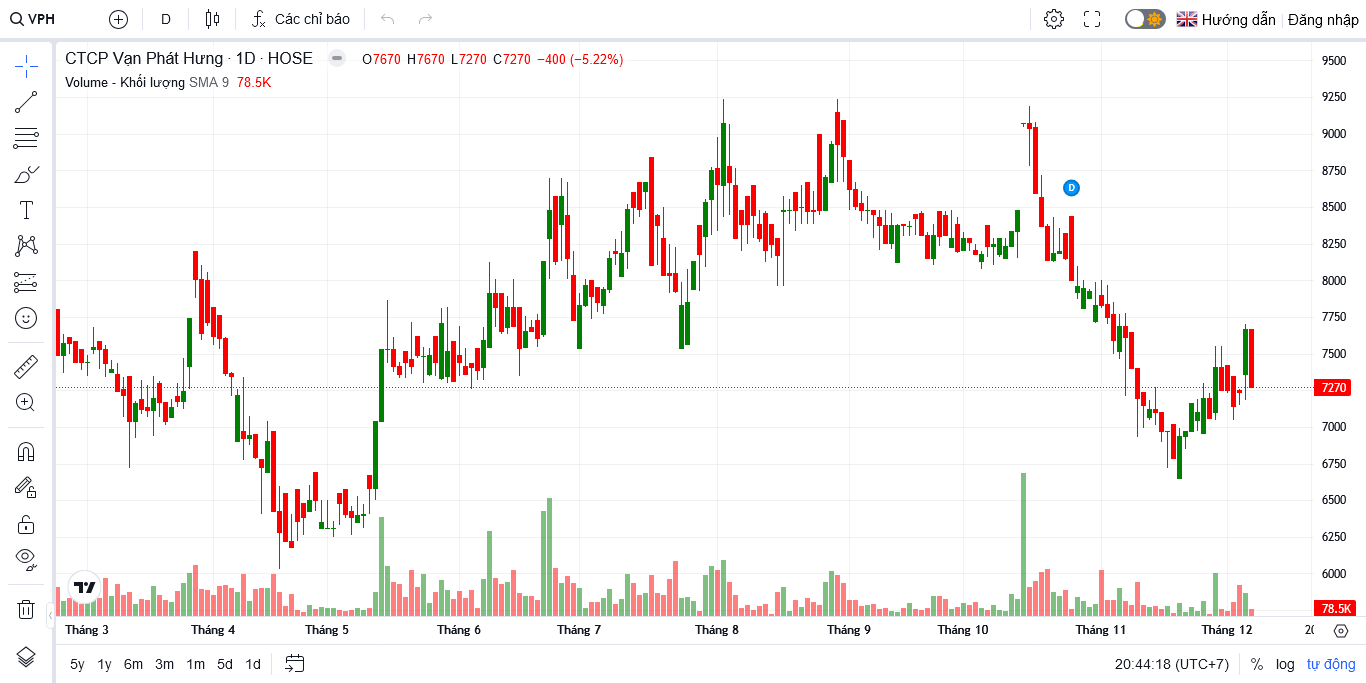 VPH D Các chỉ báo Hướng dẫn Đăng nhập
CTCP Vạn Phát Hưng · 1D · HOSE O7670 H7670 L7270 C7270 −400 (−5.22%)
Volume - Khối lượng SMA 9 78.5K
9500
9250
9000
8750
D
8500
8250
8000
7750
7500
7270
7000
6750
6500
6250
6000
78.5K
Tháng 3 Tháng 4 Tháng 5 Tháng 6 Tháng 7 Tháng 8 Tháng 9 Tháng 10 Tháng 11 Tháng 12
5y 1y 6m 3m 1m 5d 1d 20:44:18 (UTC+7) % log tự động